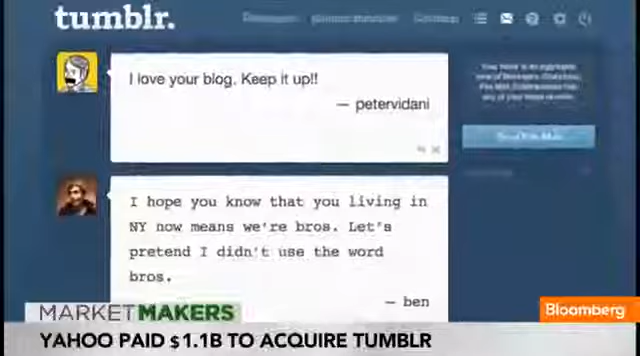 tumblr.
I love your blog. Keep it up!!
— petervidani
I hope you know that you living in
NY now means we're bros. Let's
pretend I didn't use the word
bros.
— ben
MARKETMAKERS
Bloomberg
YAHOO PAID $1.1B TO ACQUIRE TUMBLR